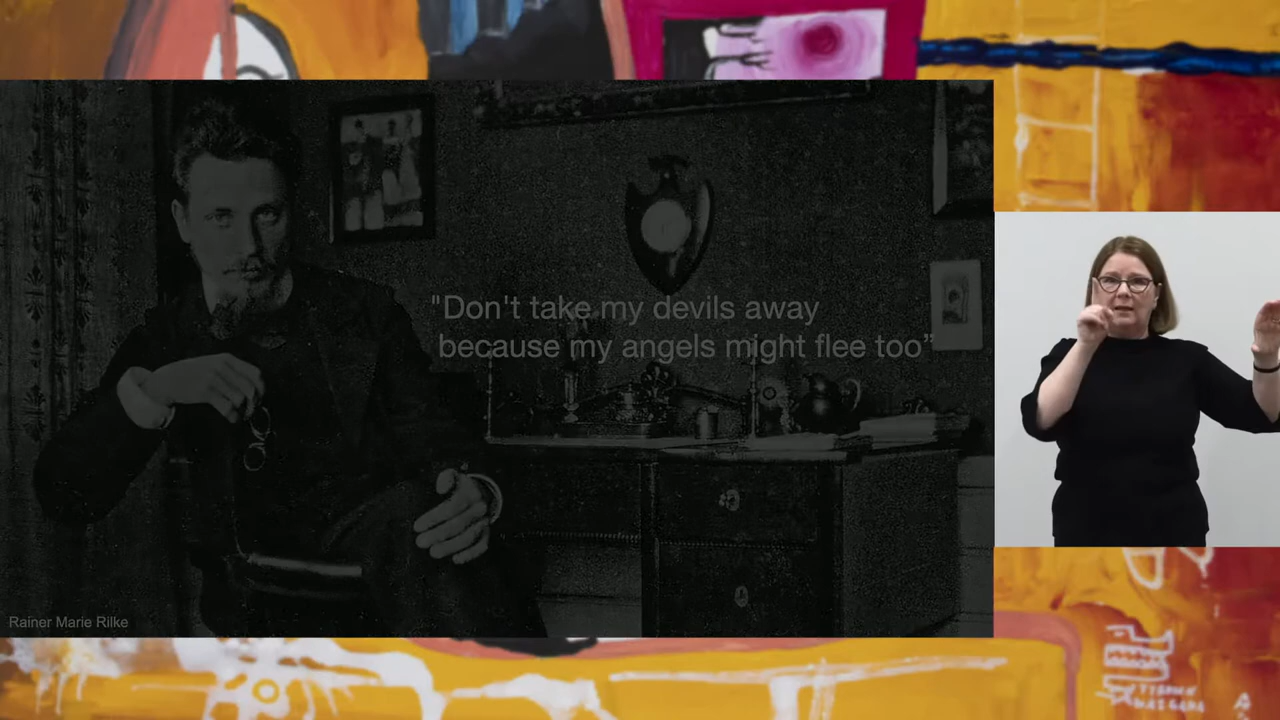 "Don't take my devils away
because my angels might flee too”
Rainer Marie Rilke